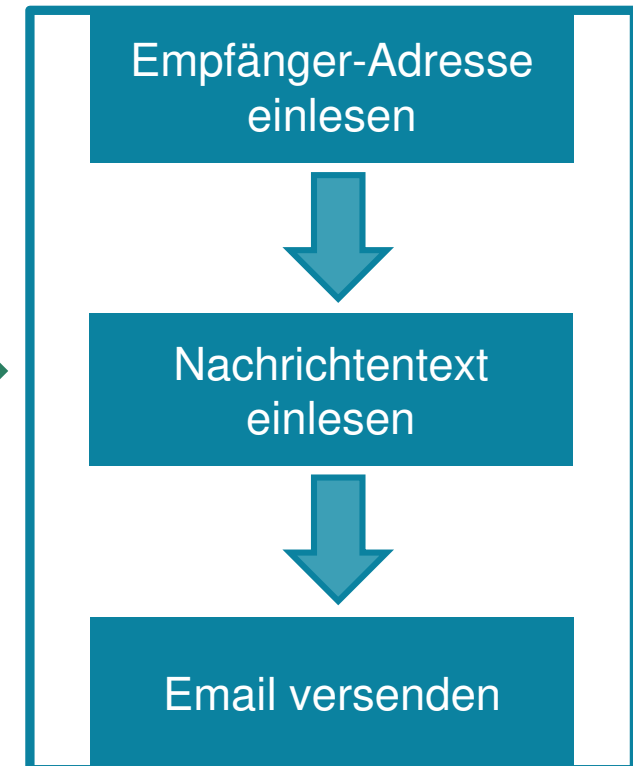 Empfänger-Adresse
einlesen
Nachrichtentext
einlesen
Email versenden